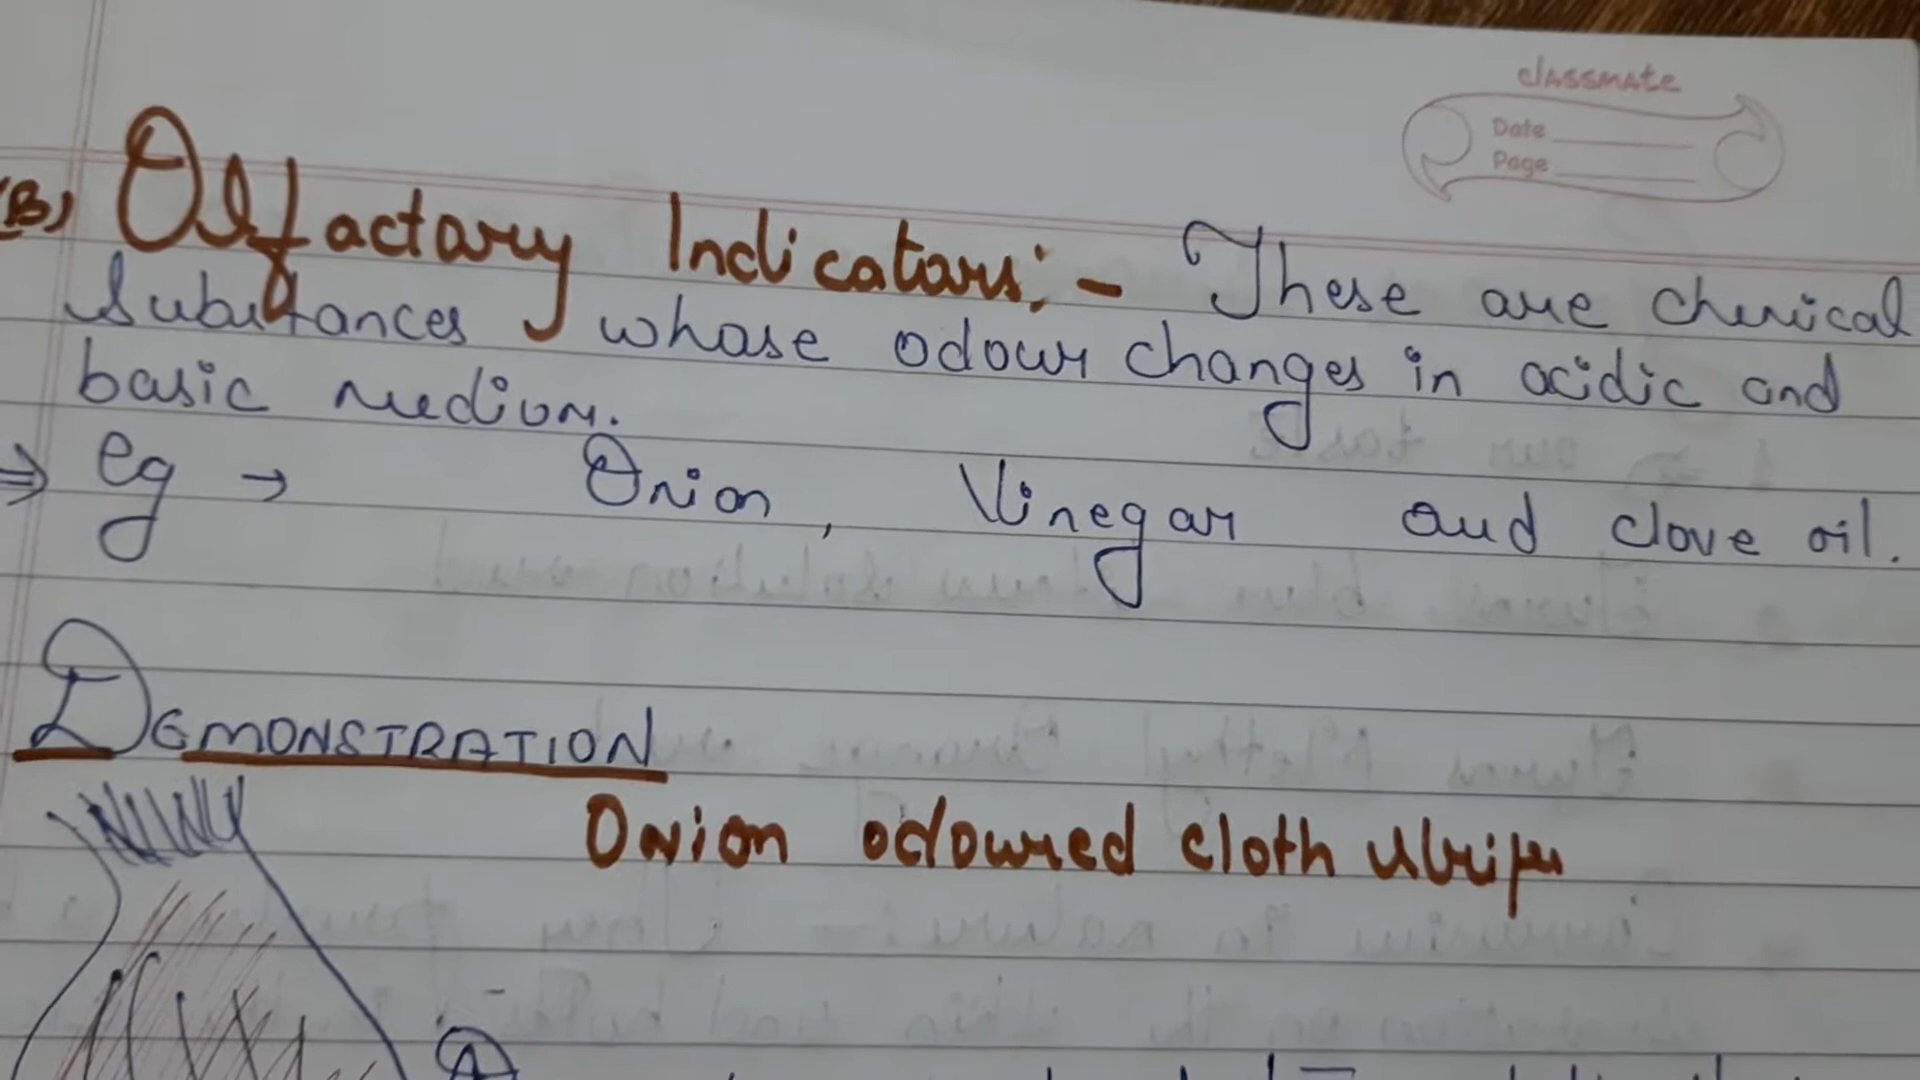 classmate
Date
Page
(B) Olfactory Indicators:- These are chemical
substances whose odour changes in acidic and
basic medium.
⇒ eg → Onion, Vinegar and clove oil.
DEMONSTRATION
Onion odoured cloth strips
A